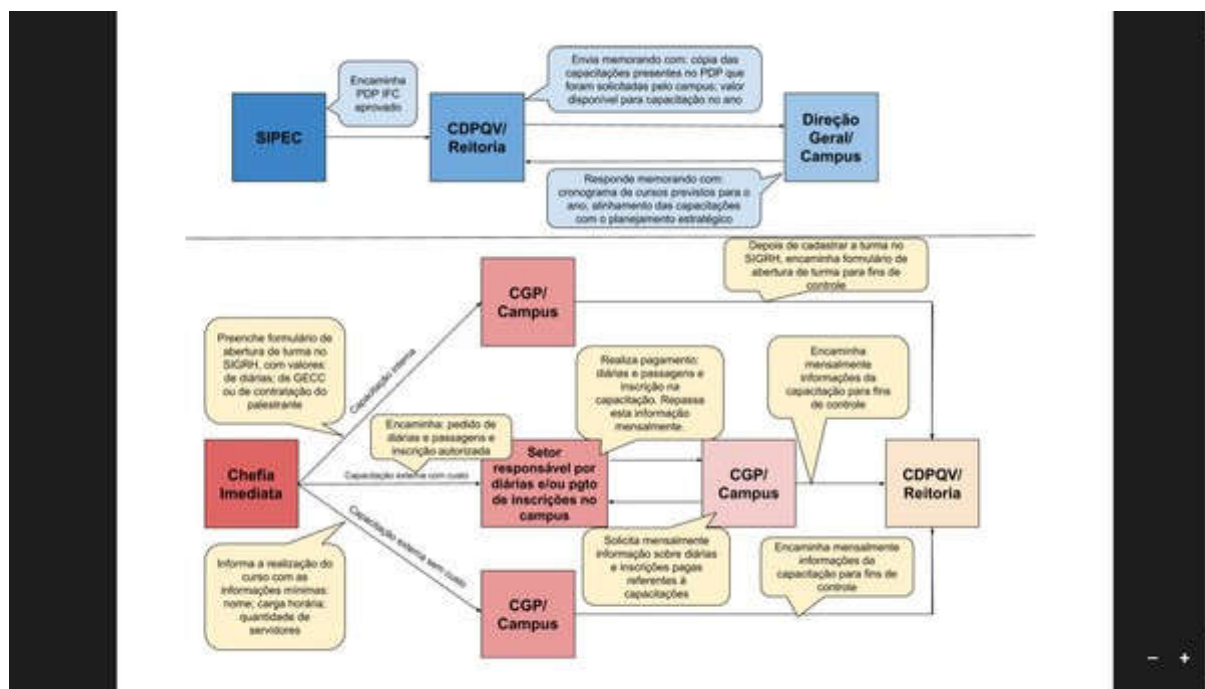 Encaminha
PDP IFC
aprovado
Envia memorando com: cópia das
capacitações presentes no PDP que
foram solicitadas pelo campus; valor
disponível para capacitação no ano
SIPEC
CDPQV/
Reitoria
Direção
Geral/
Campus
Responde memorando com:
cronograma de cursos previstos para o
ano; alinhamento das capacitações
com o planejamento estratégico
Depois de cadastrar a turma no
SIGRH, encaminha formulário de
abertura de turma para fins de
controle
CGP/
Campus
Preenche formulário de
abertura de turma no
SIGRH, com valores:
de diárias; de GECC
ou de contratação do
palestrante
Capacitação interna
Realiza pagamento:
diárias e passagens e
inscrição na
capacitação. Repassa
esta informação
mensalmente
Encaminha
mensalmente
informações da
capacitação para fins
de controle
Encaminha: pedido de
diárias e passagens e
inscrição autorizada
Chefia
Imediata
Capacitação externa com custo
Setor
responsável por
diárias e/ou pgto
de inscrições no
campus
CGP/
Campus
CDPQV/
Reitoria
Capacitação externa sem custo
Informa a realização do
curso com as
informações mínimas:
nome; carga horária;
quantidade de
servidores
Solicita mensalmente
informação sobre diárias
e inscrições pagas
referentes à
capacitações
Encaminha mensalmente
informações da
capacitação para fins de
controle
CGP/
Campus